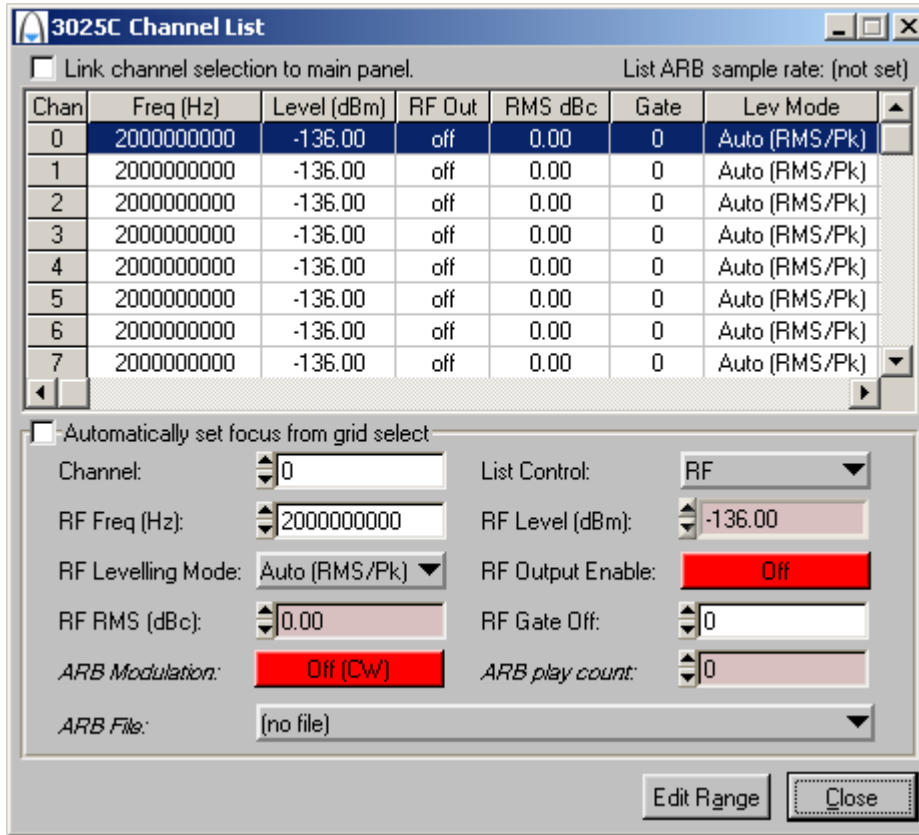 3025C Channel List
Link channel selection to main panel. List ARB sample rate: (not set)
Chan Freq (Hz) Level (dBm) RF Out RMS dBc Gate Lev Mode
0 2000000000 -136.00 off 0.00 0 Auto (RMS/Pk)
1 2000000000 -136.00 off 0.00 0 Auto (RMS/Pk)
2 2000000000 -136.00 off 0.00 0 Auto (RMS/Pk)
3 2000000000 -136.00 off 0.00 0 Auto (RMS/Pk)
4 2000000000 -136.00 off 0.00 0 Auto (RMS/Pk)
5 2000000000 -136.00 off 0.00 0 Auto (RMS/Pk)
6 2000000000 -136.00 off 0.00 0 Auto (RMS/Pk)
7 2000000000 -136.00 off 0.00 0 Auto (RMS/Pk)
Automatically set focus from grid select
Channel: 0 List Control: RF
RF Freq (Hz): 2000000000 RF Level (dBm): -136.00
RF Levelling Mode: Auto (RMS/Pk) RF Output Enable: Off
RF RMS (dBc): 0.00 RF Gate Off: 0
ARB Modulation: Off (CW) ARB play count: 0
ARB File: (no file)
Edit Range Close